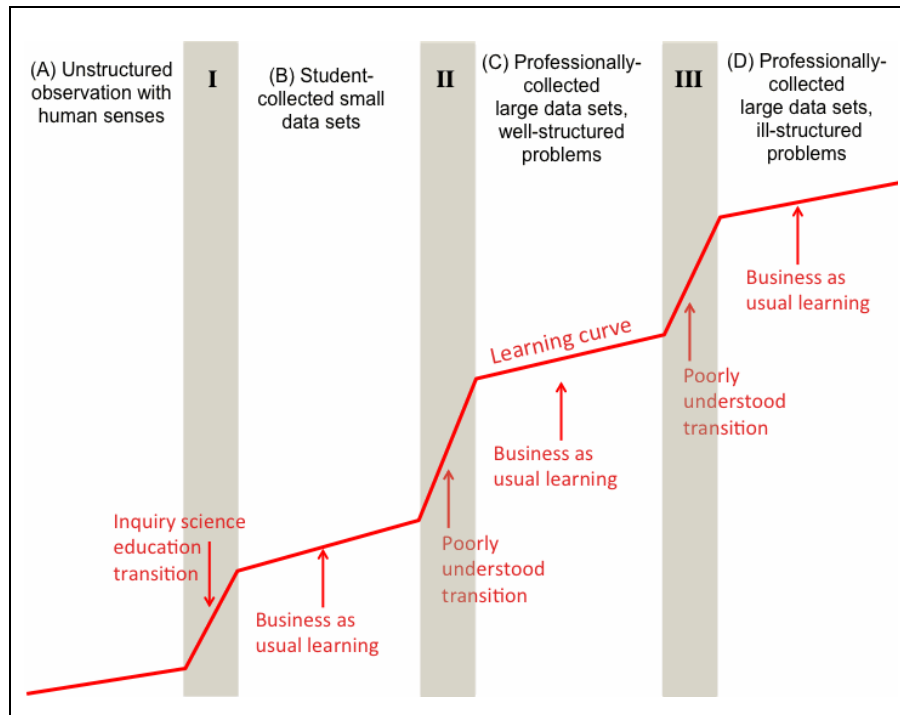 (A) Unstructured
observation with
human senses
I
(B) Student-
collected small
data sets
II
(C) Professionally-
collected
large data sets,
well-structured
problems
III
(D) Professionally-
collected
large data sets,
ill-structured
problems
Business as
usual learning
Learning curve
Poorly
understood
transition
Business as
usual learning
Inquiry science
education
transition
Poorly
understood
transition
Business as
usual learning